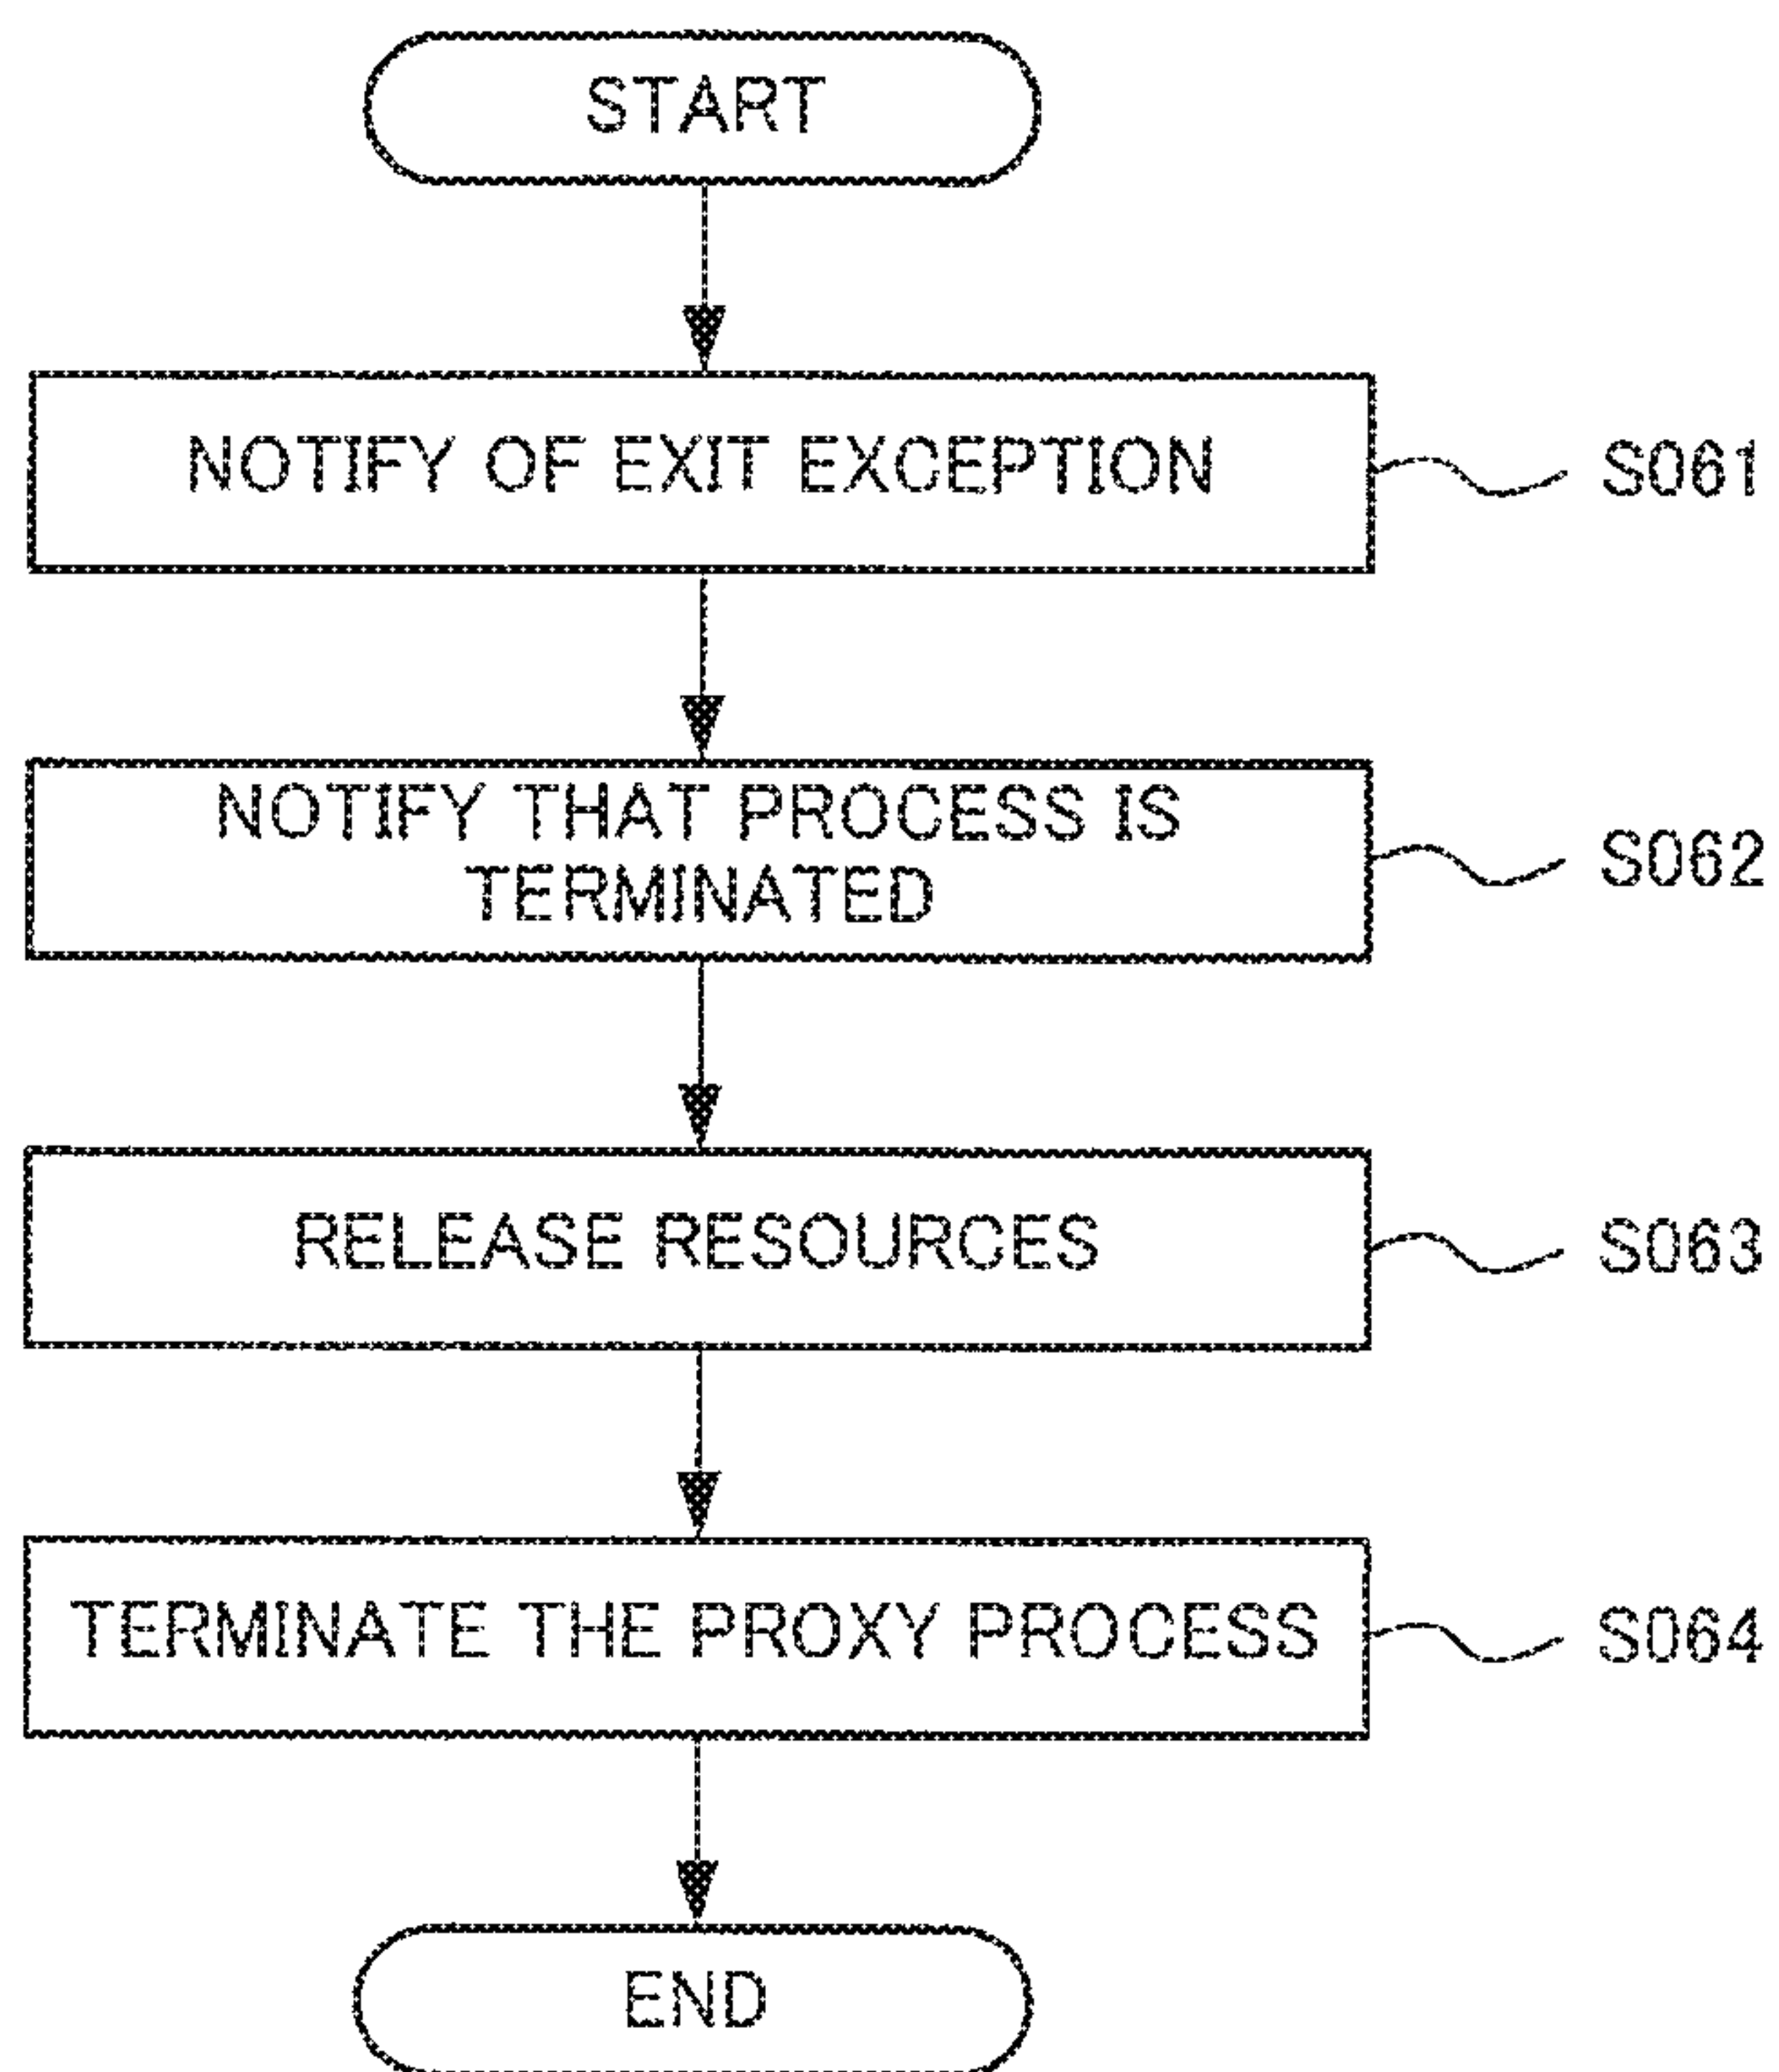 START
NOTIFY OF EXIT EXCEPTION
S061
NOTIFY THAT PROCESS IS
TERMINATED
S062
RELEASE RESOURCES
S063
TERMINATE THE PROXY PROCESS
S064
END